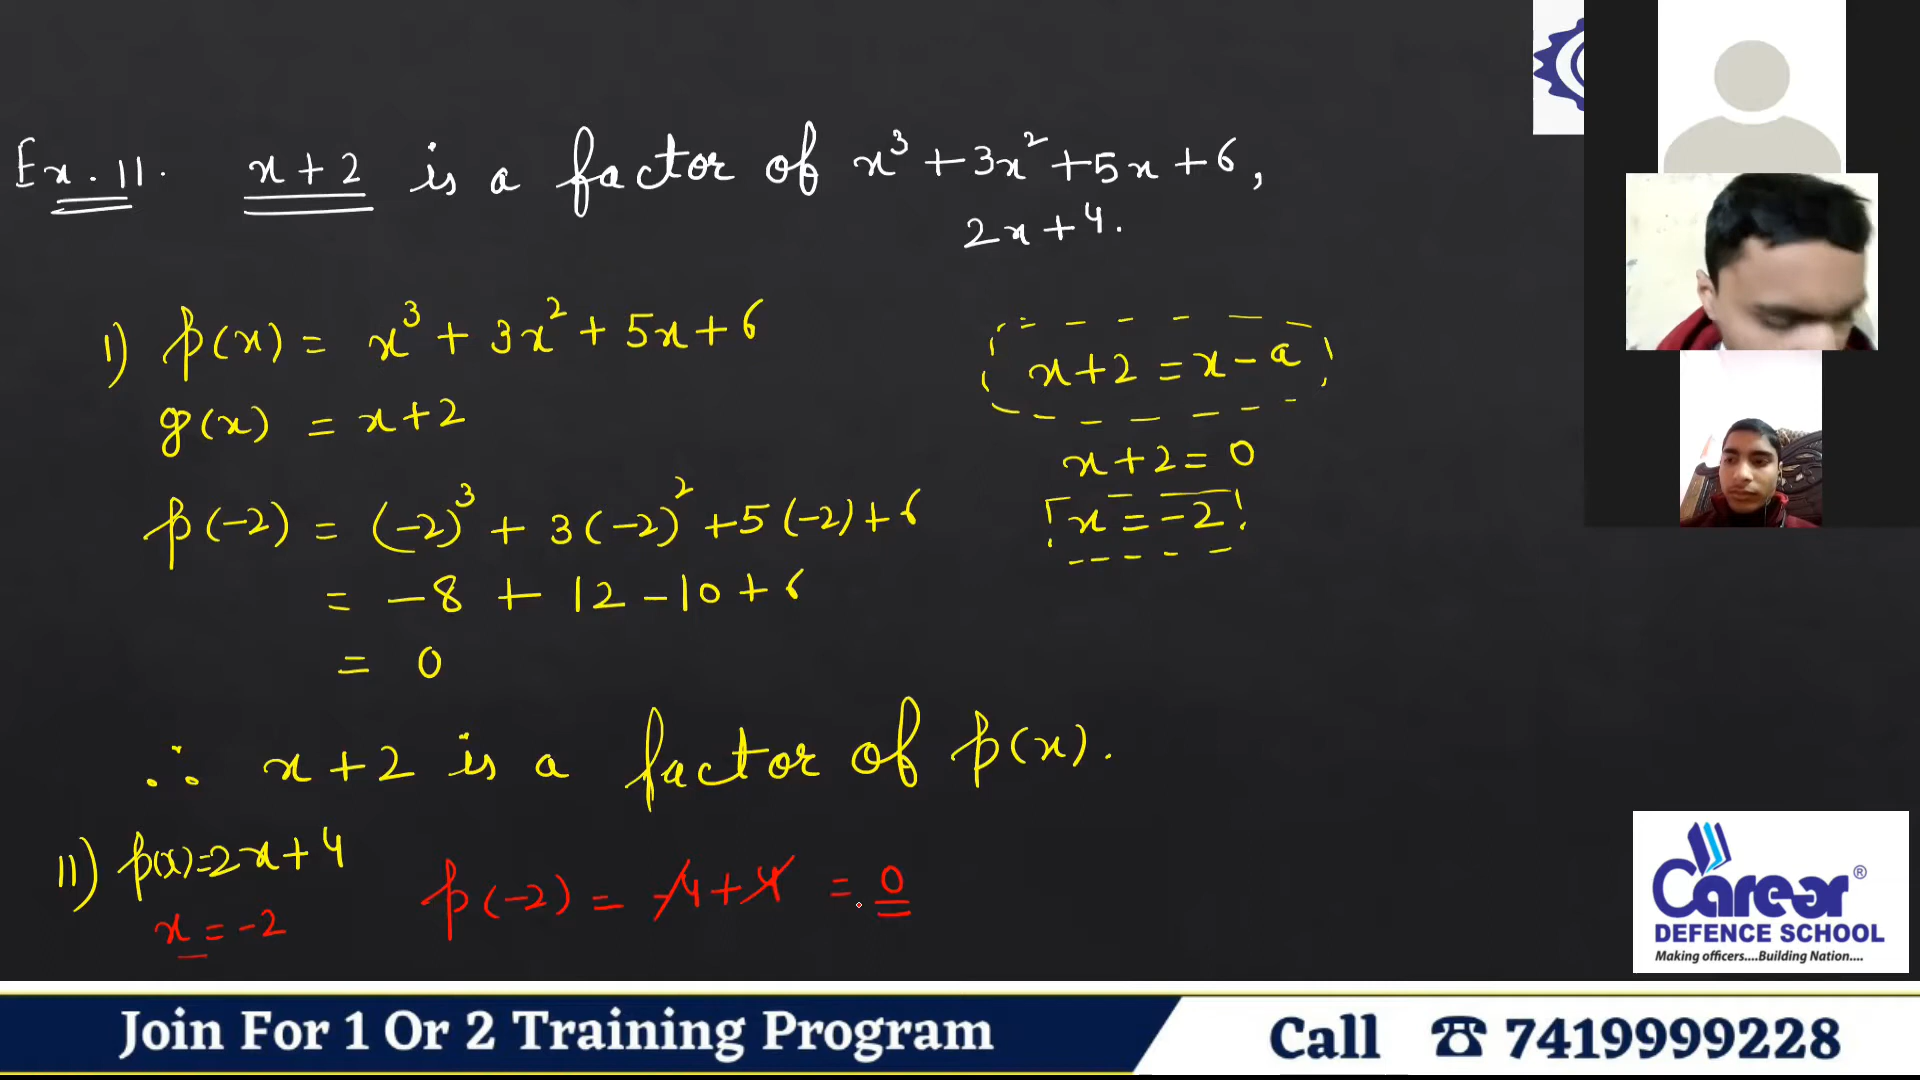 Ex. 11. x+2 is a factor of x³ + 3x² + 5x + 6,
2x+4.
I) p(x) = x³ + 3x² + 5x + 6
g(x) = x+2
p(-2) = (-2)³ + 3(-2)² + 5(-2) + 6
= -8 + 12 - 10 + 6
= 0
∴ x+2 is a factor of p(x).
x+2 = x-a
x+2 = 0
x = -2
II) p(x)=2x+4
x = -2
p(-2) = -4+4 = 0
Carear®
DEFENCE SCHOOL
Making officers....Building Nation....
Join For 1 Or 2 Training Program
Call ☎ 7419999228